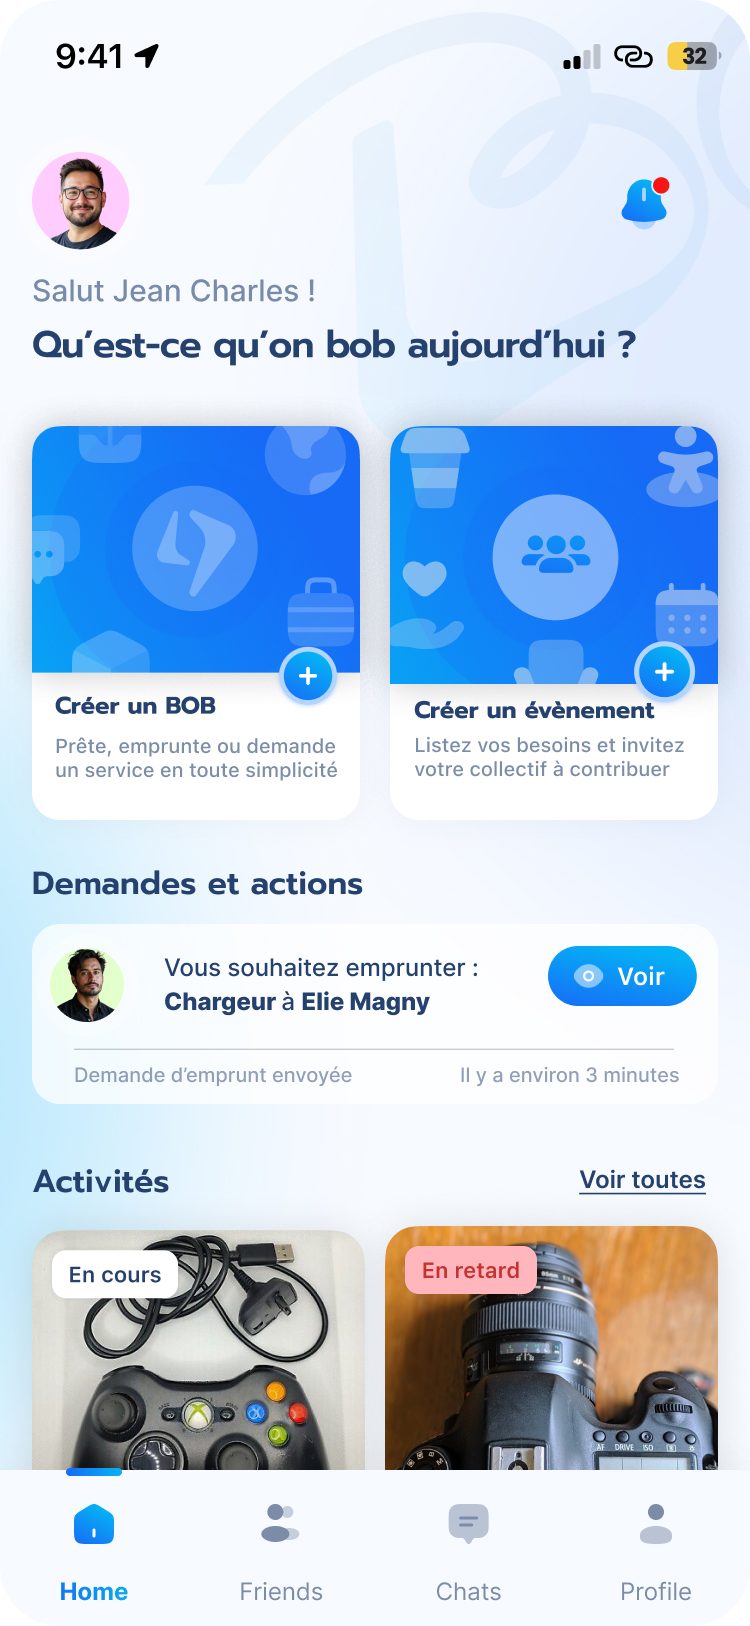 9:41
32
Salut Jean Charles !
Qu’est-ce qu’on bob aujourd’hui ?
Créer un BOB
Prête, emprunte ou demande
un service en toute simplicité
Créer un évènement
Listez vos besoins et invitez
votre collectif à contribuer
Demandes et actions
Vous souhaitez emprunter :
Chargeur à Elie Magny
Voir
Demande d’emprunt envoyée
Il y a environ 3 minutes
Activités
Voir toutes
En cours
En retard
AF DRIVE ISO
Home
Friends
Chats
Profile